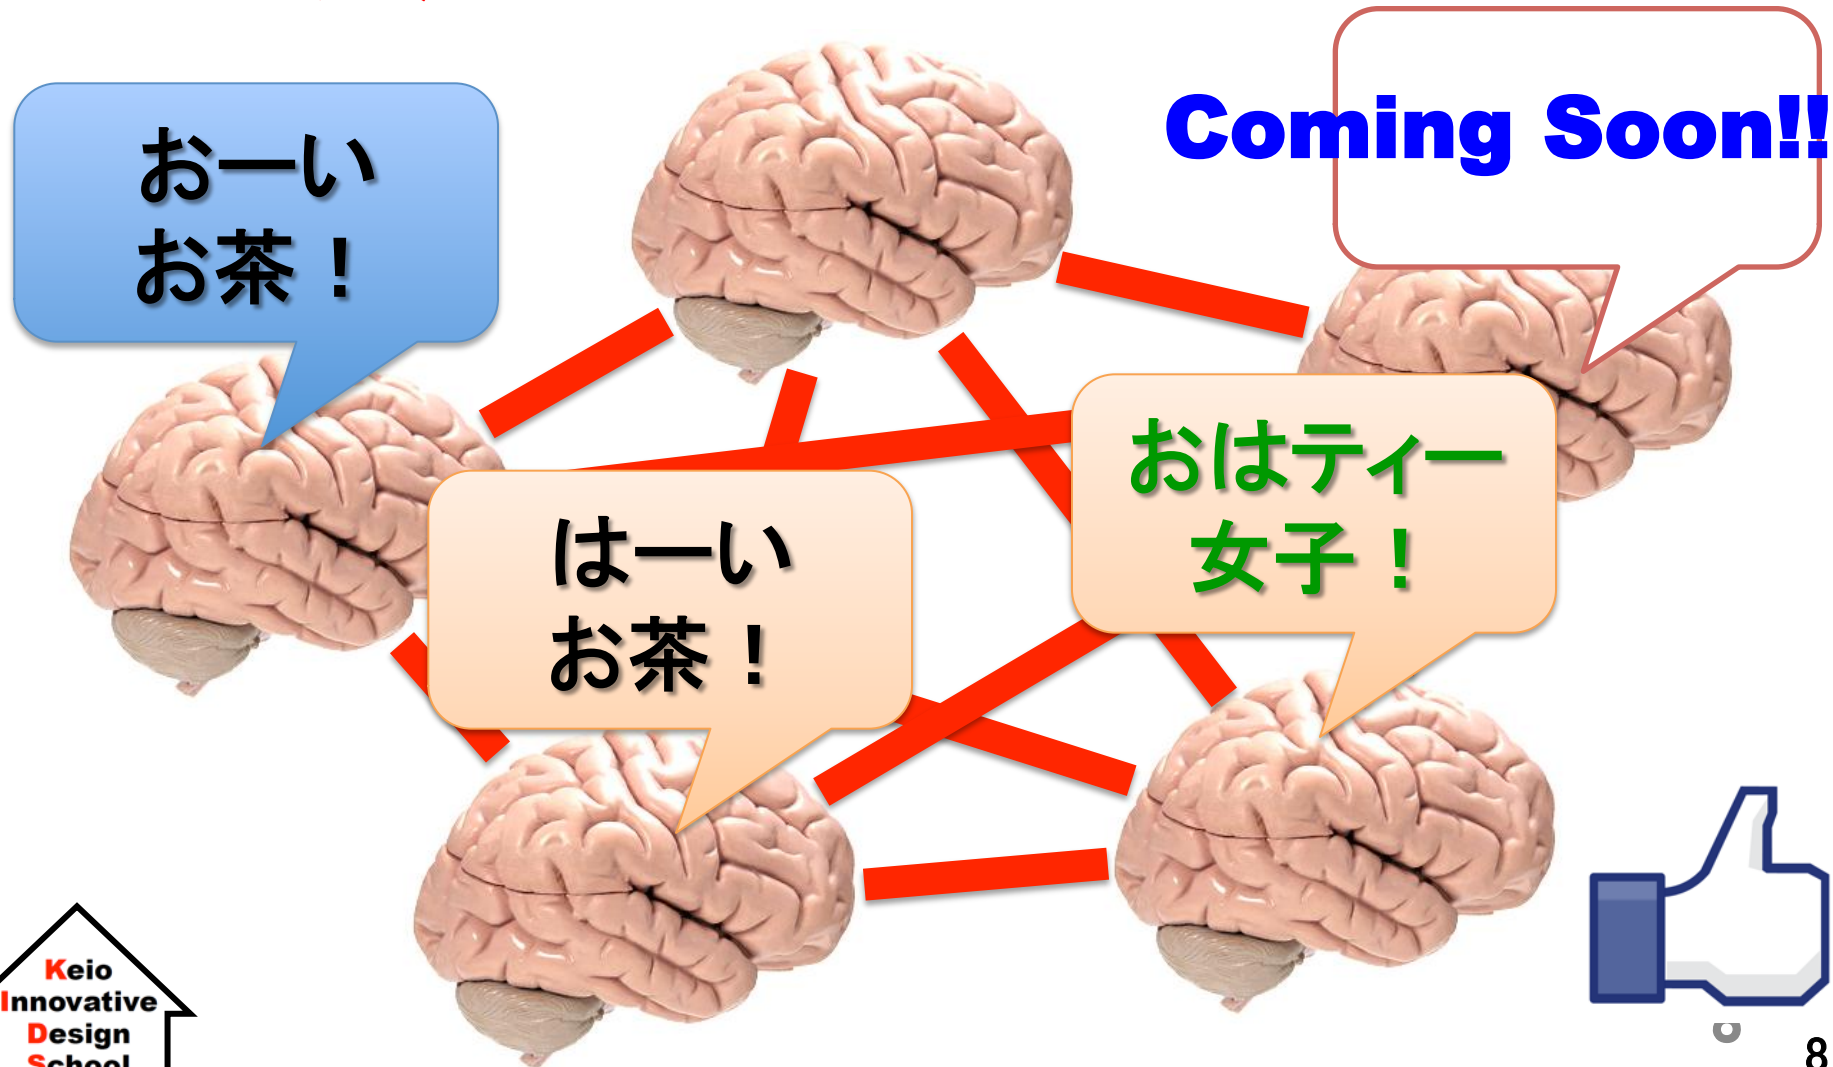 Coming Soon!!
おーい
お茶！
おはティー
女子！
はーい
お茶！
Keio
Innovative
Design
School
8